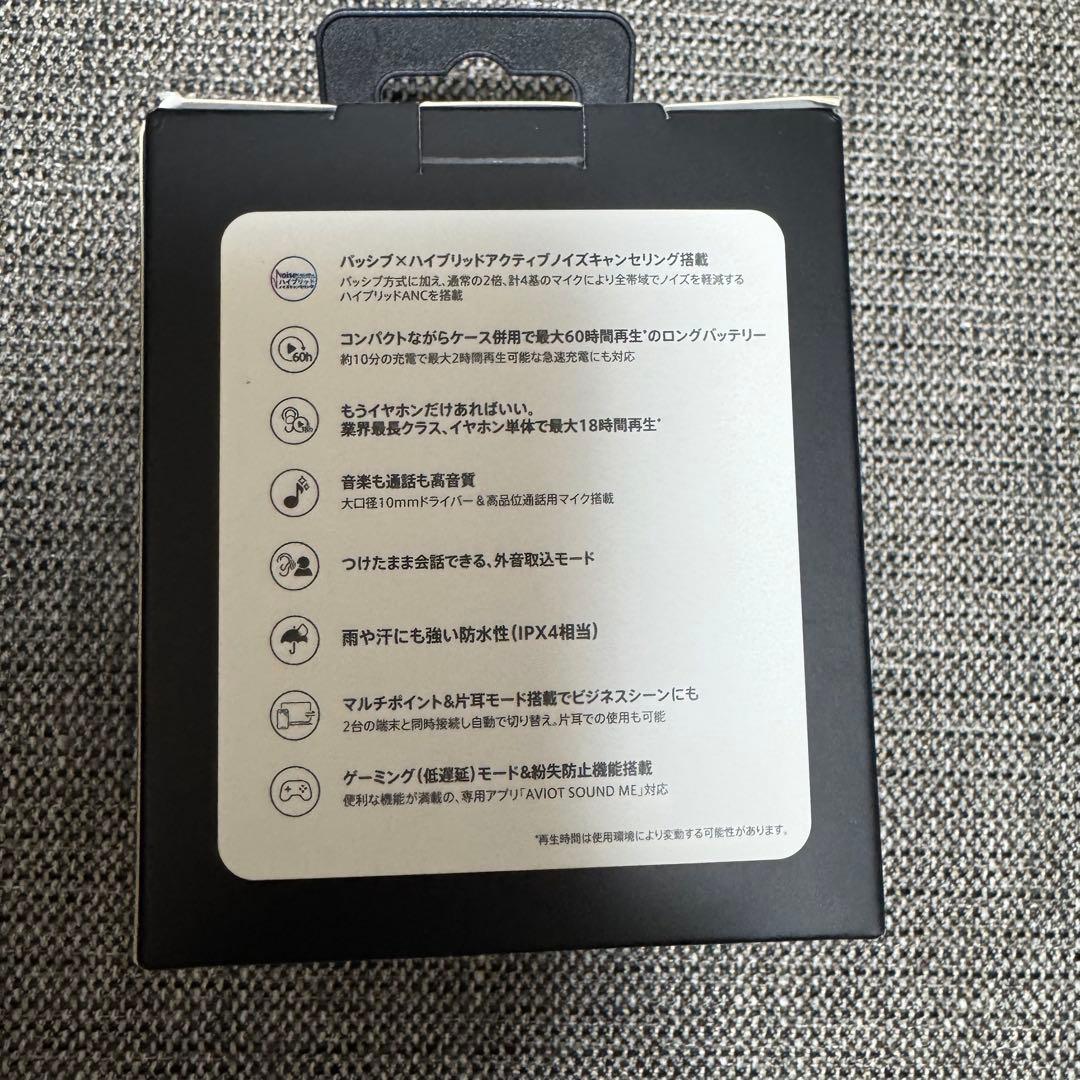 Noise
ハイブリッド
ノイズキャンセリング
パッシブ×ハイブリッドアクティブノイズキャンセリング搭載
パッシブ方式に加え、通常の2倍、計4基のマイクにより全帯域でノイズを軽減する
ハイブリッドANCを搭載
60h
コンパクトながらケース併用で最大60時間再生*のロングバッテリー
約10分の充電で最大2時間再生可能な急速充電にも対応
もうイヤホンだけあればいい。
業界最長クラス、イヤホン単体で最大18時間再生*
音楽も通話も高音質
大口径10mmドライバー&高品位通話用マイク搭載
つけたまま会話できる、外音取込モード
雨や汗にも強い防水性(IPX4相当)
マルチポイント&片耳モード搭載でビジネスシーンにも
2台の端末と同時接続し自動で切り替え。片耳での使用も可能
ゲーミング(低遅延)モード&紛失防止機能搭載
便利な機能が満載の、専用アプリ「AVIOT SOUND ME」対応
*再生時間は使用環境により変動する可能性があります。